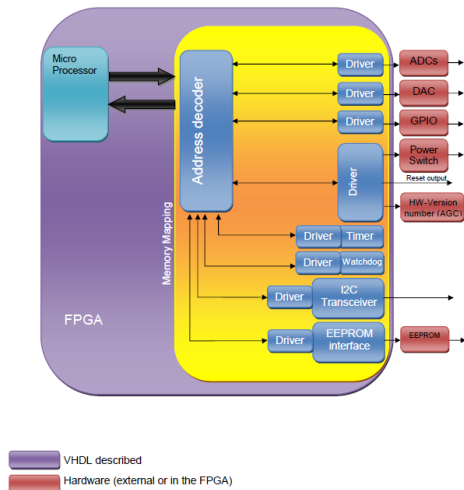 Micro
Processor
Address decoder
Memory Mapping
FPGA
Driver
ADCs
Driver
DAC
Driver
GPIO
Driver
Power
Switch
Reset output
HW-Version
number (AGC)
Driver
Timer
Driver
Watchdog
Driver
I2C
Transceiver
Driver
EEPROM
interface
EEPROM
VHDL described
Hardware (external or in the FPGA)